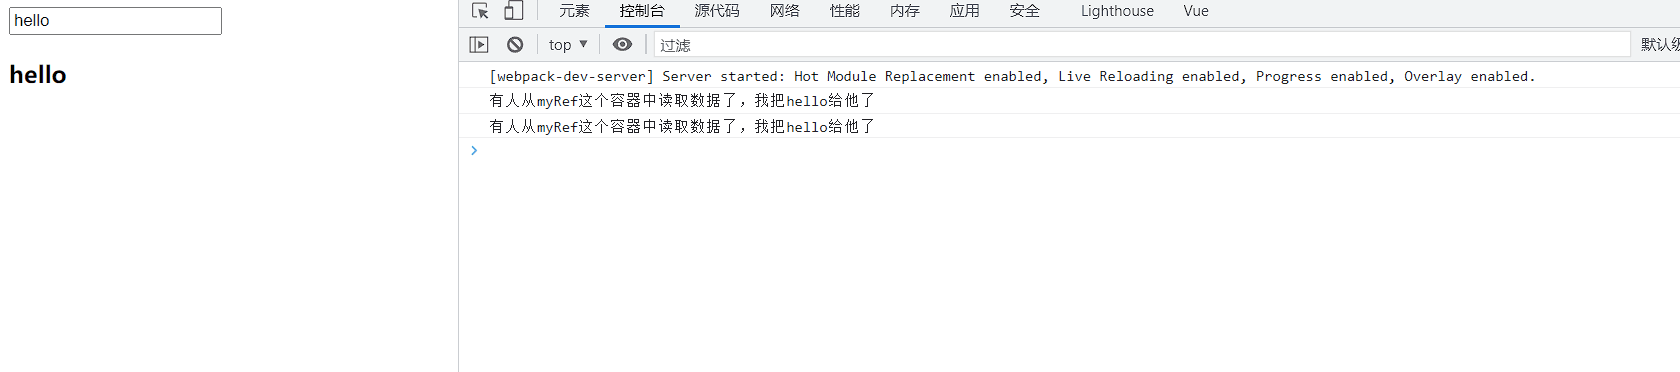 hello
hello
元素 控制台 源代码 网络 性能 内存 应用 安全 Lighthouse Vue
top ▼ 过滤 默认级
[webpack-dev-server] Server started: Hot Module Replacement enabled, Live Reloading enabled, Progress enabled, Overlay enabled.
有人从myRef这个容器中读取数据了，我把hello给他了
有人从myRef这个容器中读取数据了，我把hello给他了